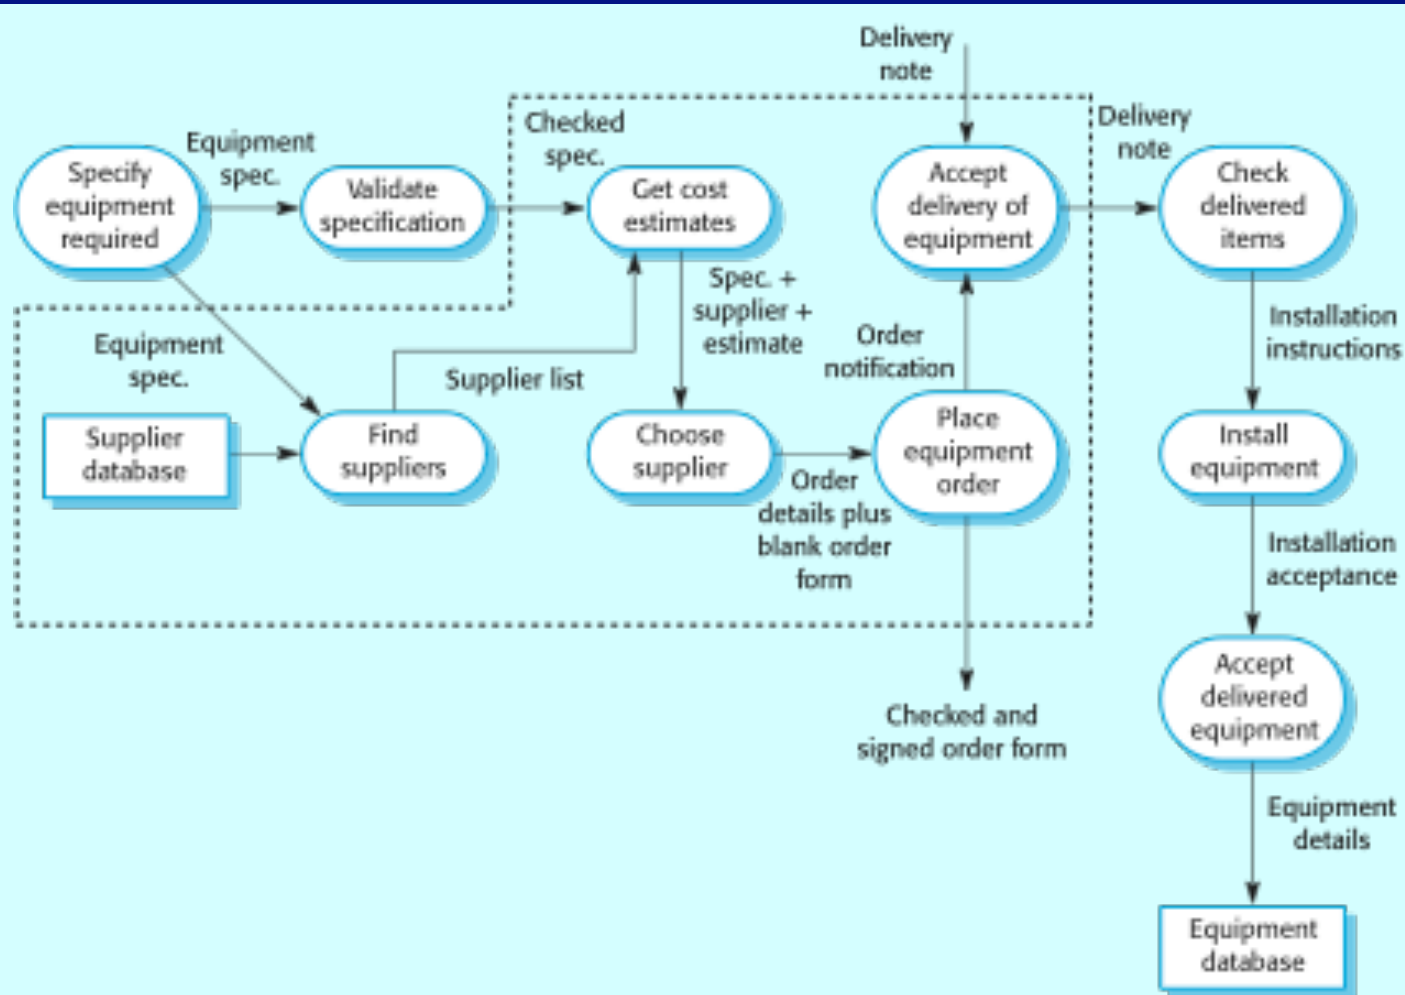 Delivery
note
Equipment
spec.
Checked
spec.
Delivery
note
Specify
equipment
required
Validate
specification
Get cost
estimates
Accept
delivery of
equipment
Check
delivered
items
Equipment
spec.
Supplier list
Spec. +
supplier +
estimate
Order
notification
Installation
instructions
Supplier
database
Find
suppliers
Choose
supplier
Order
details plus
blank order
form
Place
equipment
order
Install
equipment
Installation
acceptance
Checked and
signed order form
Accept
delivered
equipment
Equipment
details
Equipment
database